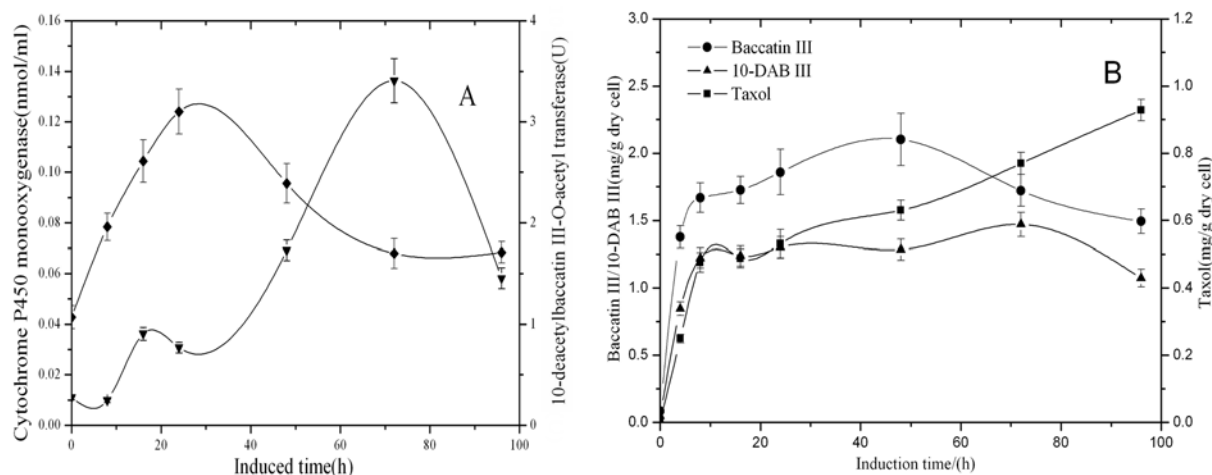 Cytochrome P450 monooxygenase(nmol/ml)
0.16
0.14
0.12
0.10
0.08
0.06
0.04
0.02
0.00
A
4
3
2
1
0
10-deacetylbaccatin III-O-acetyl transferase(U)
0 20 40 60 80 100
Induced time(h)
Baccatin III/10-DAB III(mg/g dry cell)
3.0
2.5
2.0
1.5
1.0
0.5
0.0
Baccatin III
10-DAB III
Taxol
B
1.2
1.0
0.8
0.6
0.4
0.2
0.0
Taxol(mg/g dry cell)
0 20 40 60 80 100
Induction time/(h)